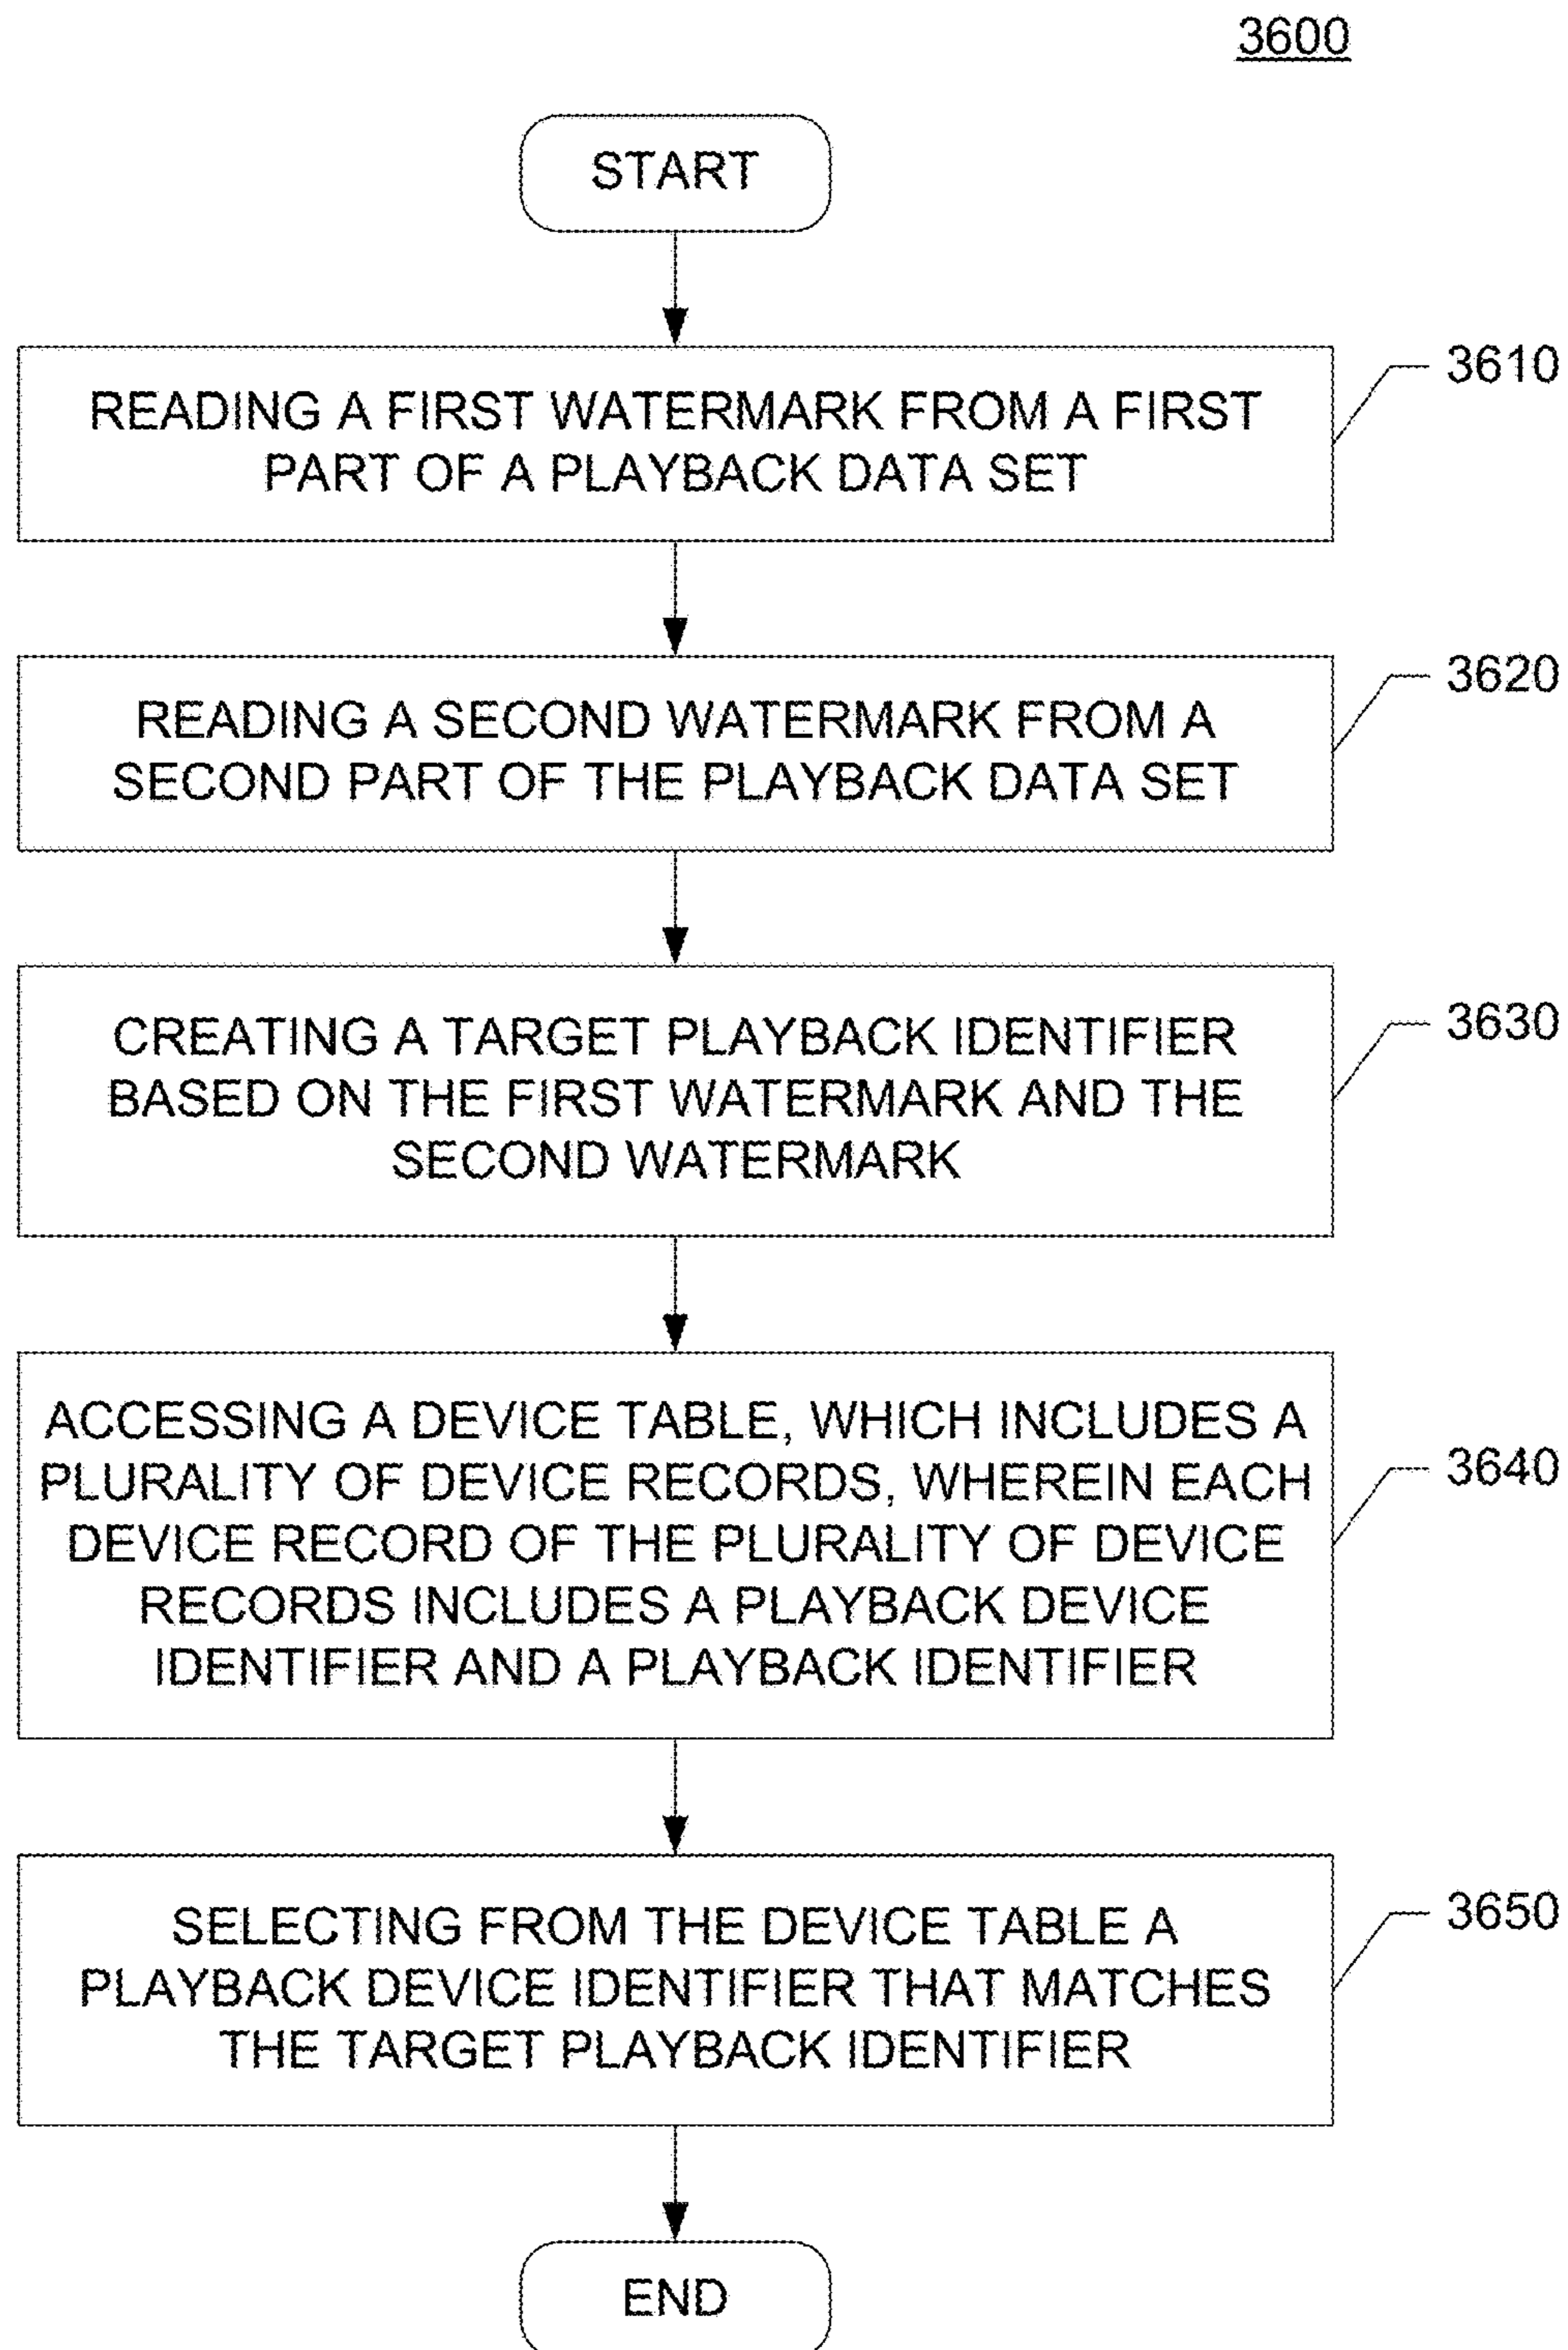 3600
START
READING A FIRST WATERMARK FROM A FIRST
PART OF A PLAYBACK DATA SET
3610
READING A SECOND WATERMARK FROM A
SECOND PART OF THE PLAYBACK DATA SET
3620
CREATING A TARGET PLAYBACK IDENTIFIER
BASED ON THE FIRST WATERMARK AND THE
SECOND WATERMARK
3630
ACCESSING A DEVICE TABLE, WHICH INCLUDES A
PLURALITY OF DEVICE RECORDS, WHEREIN EACH
DEVICE RECORD OF THE PLURALITY OF DEVICE
RECORDS INCLUDES A PLAYBACK DEVICE
IDENTIFIER AND A PLAYBACK IDENTIFIER
3640
SELECTING FROM THE DEVICE TABLE A
PLAYBACK DEVICE IDENTIFIER THAT MATCHES
THE TARGET PLAYBACK IDENTIFIER
3650
END